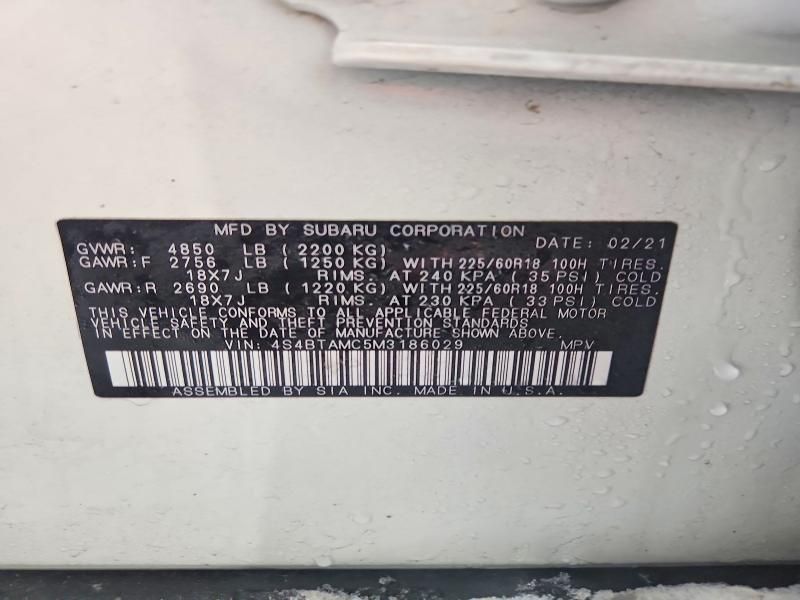 MFD BY SUBARU CORPORATION
DATE: 02/21
GVWR: 4850 LB (2200 KG)
GAWR:F 2756 LB (1250 KG) WITH 225/60R18 100H TIRES.
18X7J RIMS. AT 240 KPA (35 PSI) COLD
GAWR:R 2690 LB (1220 KG) WITH 225/60R18 100H TIRES.
18X7J RIMS. AT 230 KPA (33 PSI) COLD
THIS VEHICLE CONFORMS TO ALL APPLICABLE FEDERAL MOTOR
VEHICLE SAFETY AND THEFT PREVENTION STANDARDS
IN EFFECT ON THE DATE OF MANUFACTURE SHOWN ABOVE.
VIN: 4S4BTAMC5M3186029 MPV
ASSEMBLED BY SIA INC. MADE IN U.S.A.